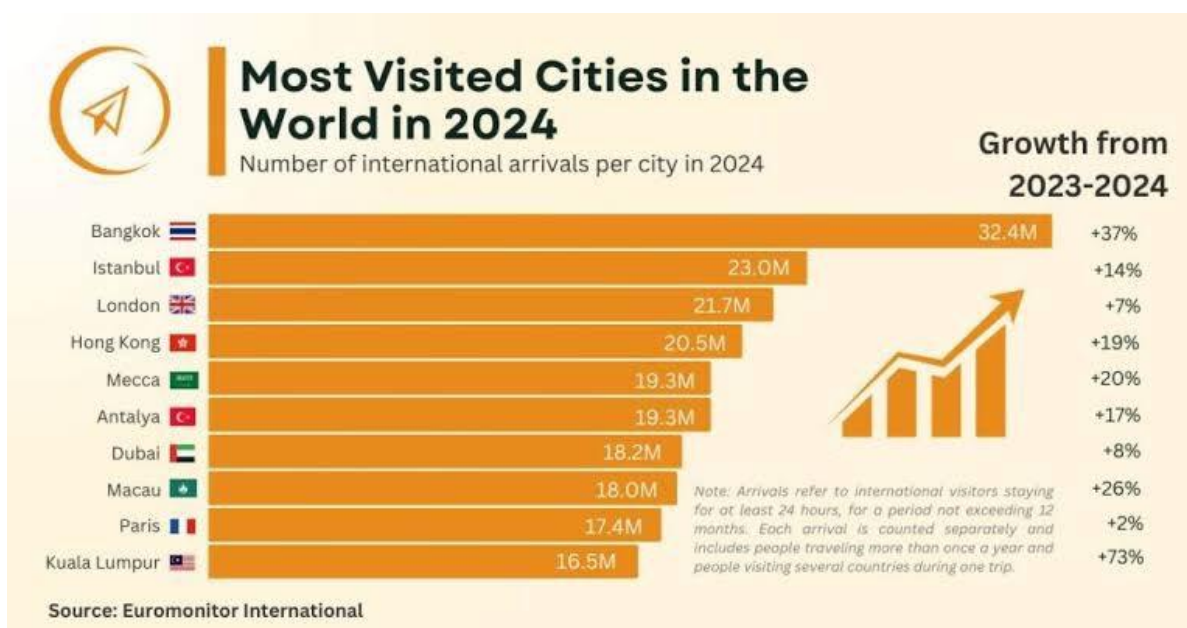 Most Visited Cities in the
World in 2024
Number of international arrivals per city in 2024
Growth from
2023-2024
Bangkok 32.4M +37%
Istanbul 23.0M +14%
London 21.7M +7%
Hong Kong 20.5M +19%
Mecca 19.3M +20%
Antalya 19.3M +17%
Dubai 18.2M +8%
Macau 18.0M +26%
Paris 17.4M +2%
Kuala Lumpur 16.5M +73%
Note: Arrivals refer to international visitors staying
for at least 24 hours, for a period not exceeding 12
months. Each arrival is counted separately and
includes people traveling more than once a year and
people visiting several countries during one trip.
Source: Euromonitor International